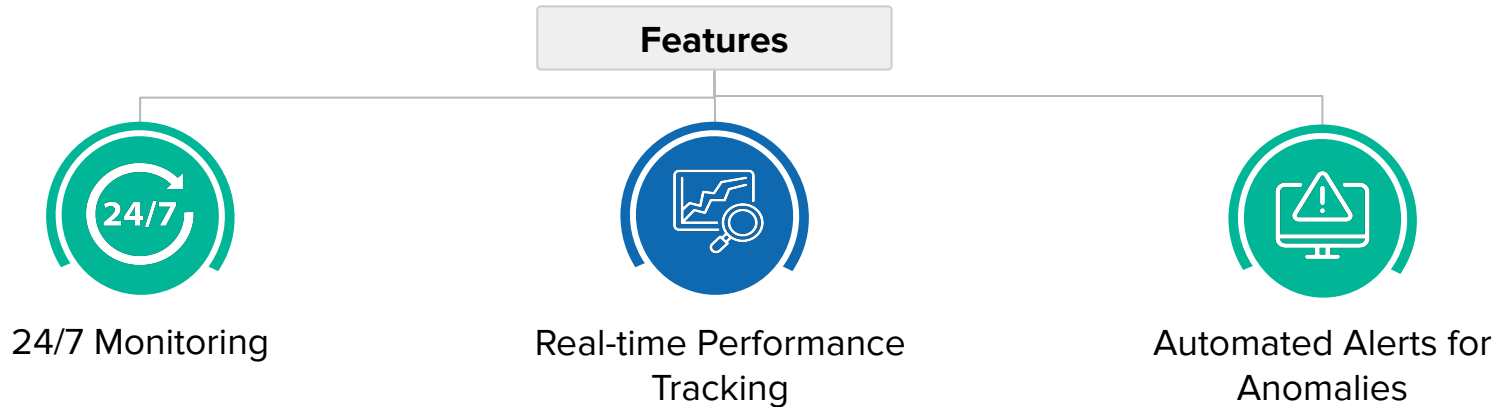 Features
24/7
24/7 Monitoring
Real-time Performance
Tracking
Automated Alerts for
Anomalies